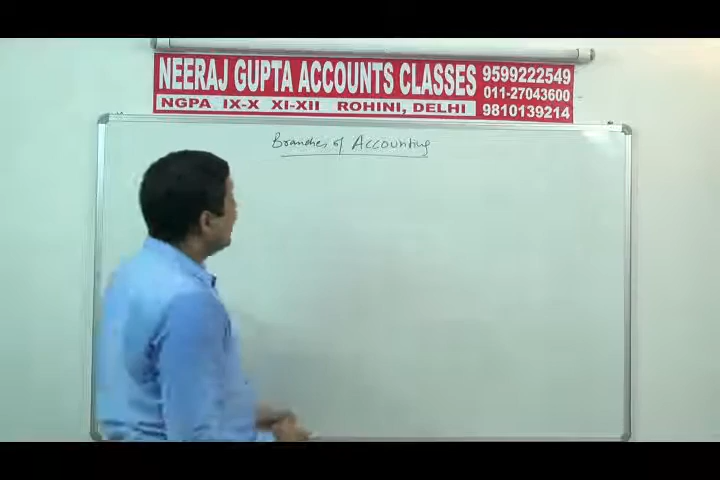 NEERAJ GUPTA ACCOUNTS CLASSES
NGPA IX-X XI-XII ROHINI, DELHI
9599222549
011-27043600
9810139214
Branches of Accounting